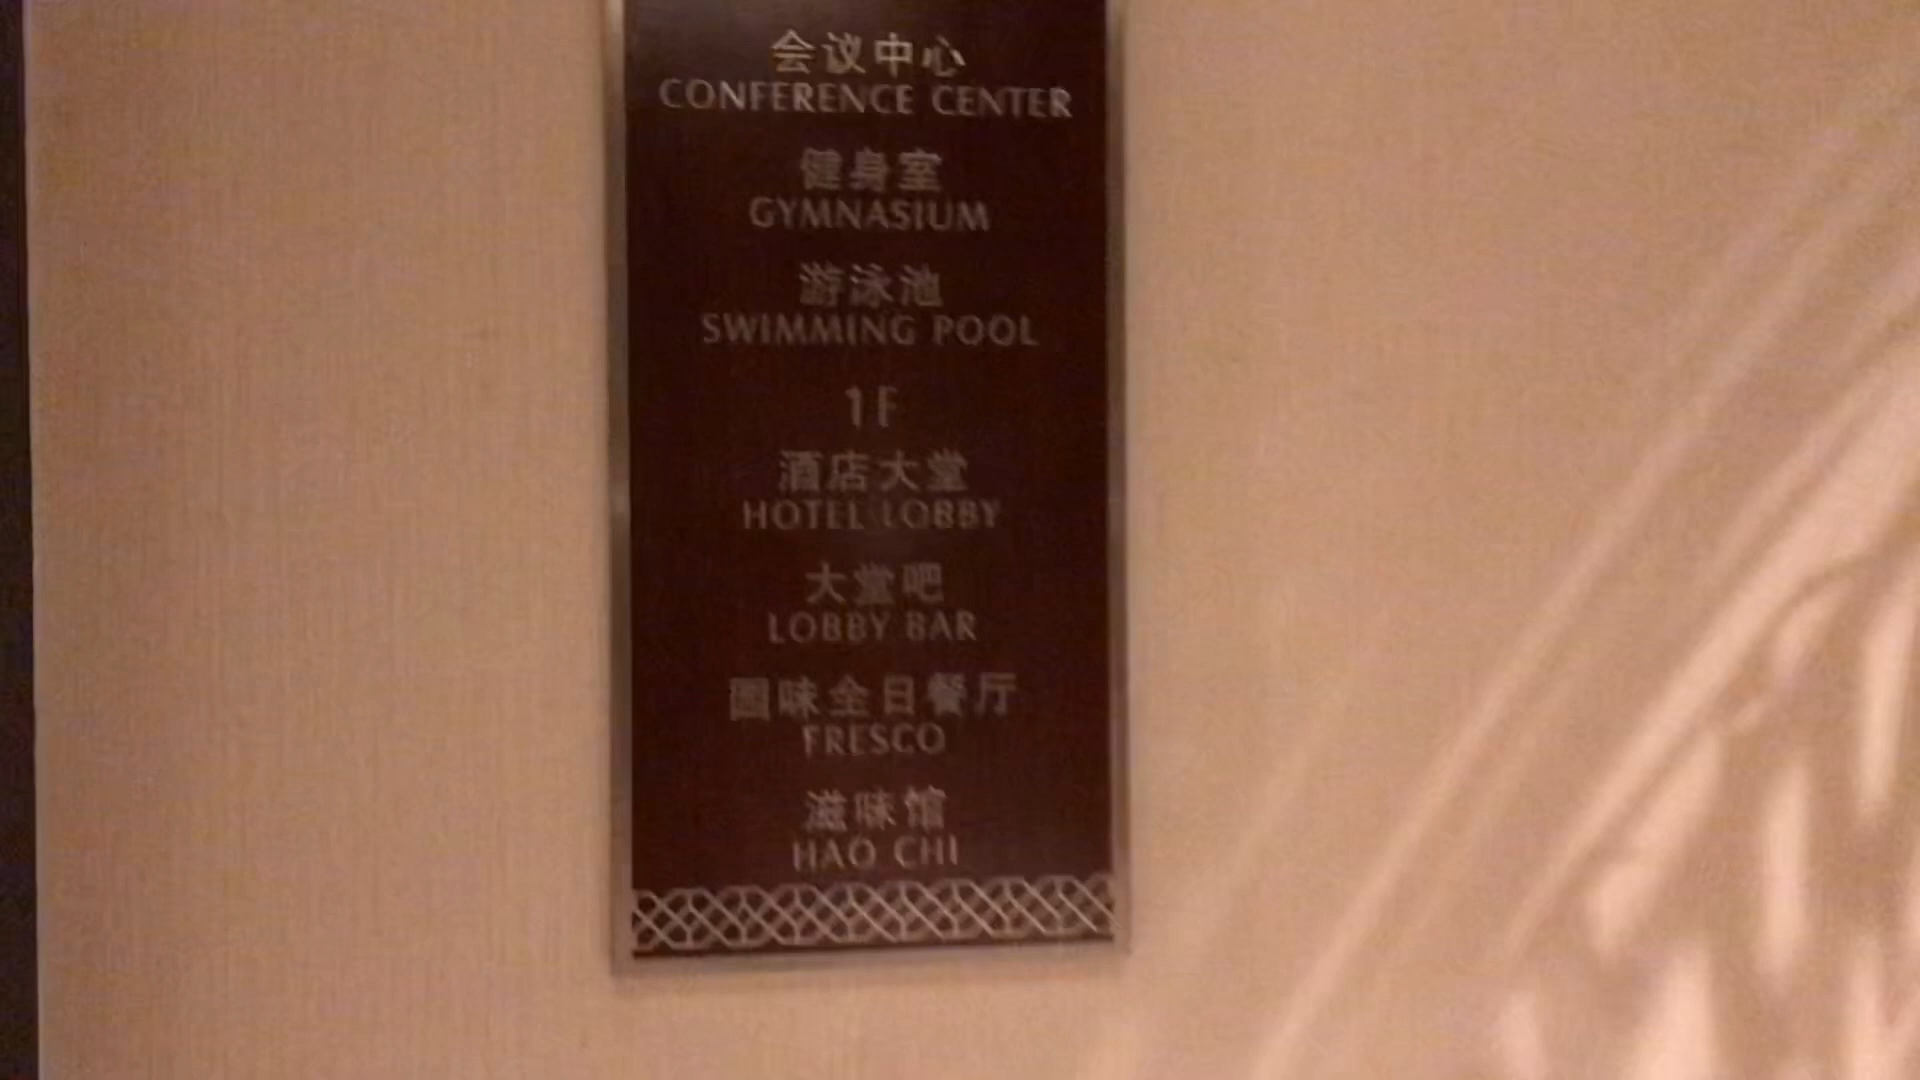 会议中心
CONFERENCE CENTER
健身室
GYMNASIUM
游泳池
SWIMMING POOL
1F
酒店大堂
HOTEL LOBBY
大堂吧
LOBBY BAR
圆味全日餐厅
FRESCO
滋味馆
HAO CHI